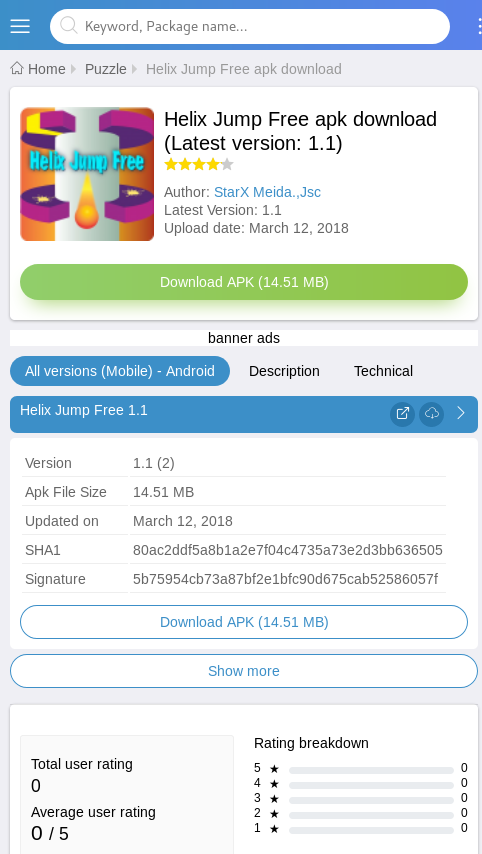 Keyword, Package name...
Home Puzzle Helix Jump Free apk download
Helix Jump Free
Helix Jump Free apk download
(Latest version: 1.1)
Author: StarX Meida.,Jsc
Latest Version: 1.1
Upload date: March 12, 2018
Download APK (14.51 MB)
banner ads
All versions (Mobile) - Android Description Technical
Helix Jump Free 1.1
Version 1.1 (2)
Apk File Size 14.51 MB
Updated on March 12, 2018
SHA1 80ac2ddf5a8b1a2e7f04c4735a73e2d3bb636505
Signature 5b75954cb73a87bf2e1bfc90d675cab52586057f
Download APK (14.51 MB)
Show more
Total user rating
0
Average user rating
0 / 5
Rating breakdown
5 ★ 0
4 ★ 0
3 ★ 0
2 ★ 0
1 ★ 0